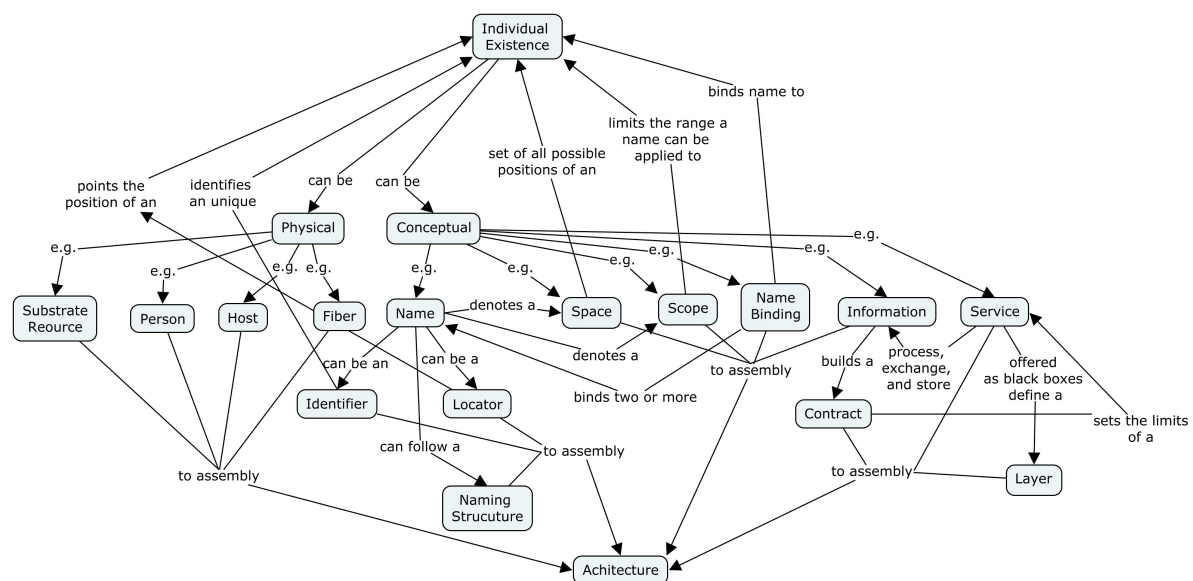 Individual
Existence
binds name to
limits the range a
name can be
applied to
set of all possible
positions of an
points the
position of an
identifies
an unique
can be
can be
Physical
Conceptual
e.g.
e.g.
e.g.
e.g.
e.g.
e.g.
e.g.
e.g.
e.g.
e.g.
Substrate
Reource
Person
Host
Fiber
Name
denotes a
Space
Scope
Name
Binding
Information
Service
can be an
can be a
denotes a
to assembly
builds a
process,
exchange,
and store
offered
as black boxes
define a
Identifier
Locator
binds two or more
Contract
sets the limits
of a
can follow a
to assembly
to assembly
to assembly
Layer
Naming
Strucuture
Achitecture